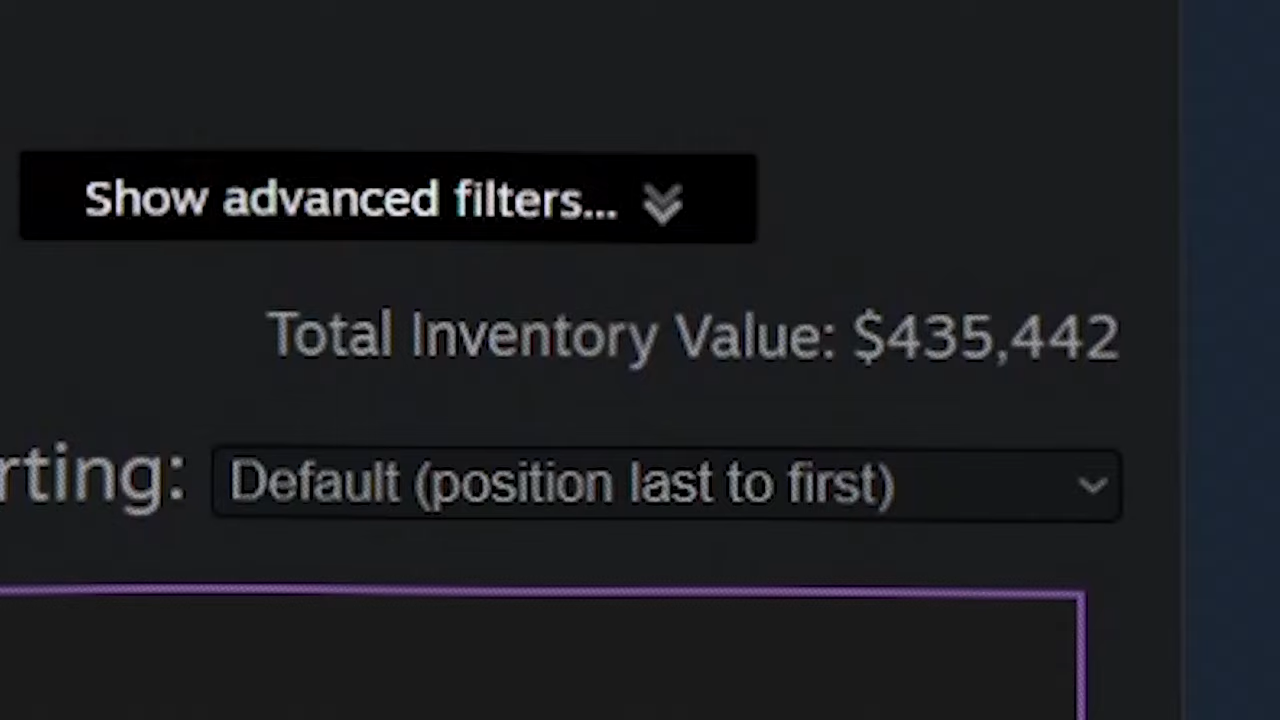 Show advanced filters...
Total Inventory Value: $435,442
rting:
Default (position last to first)